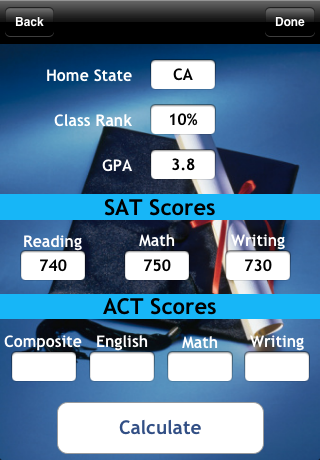 Back Done
Home State CA
Class Rank 10%
GPA 3.8
SAT Scores
Reading Math Writing
740 750 730
ACT Scores
Composite English Math Writing
Calculate